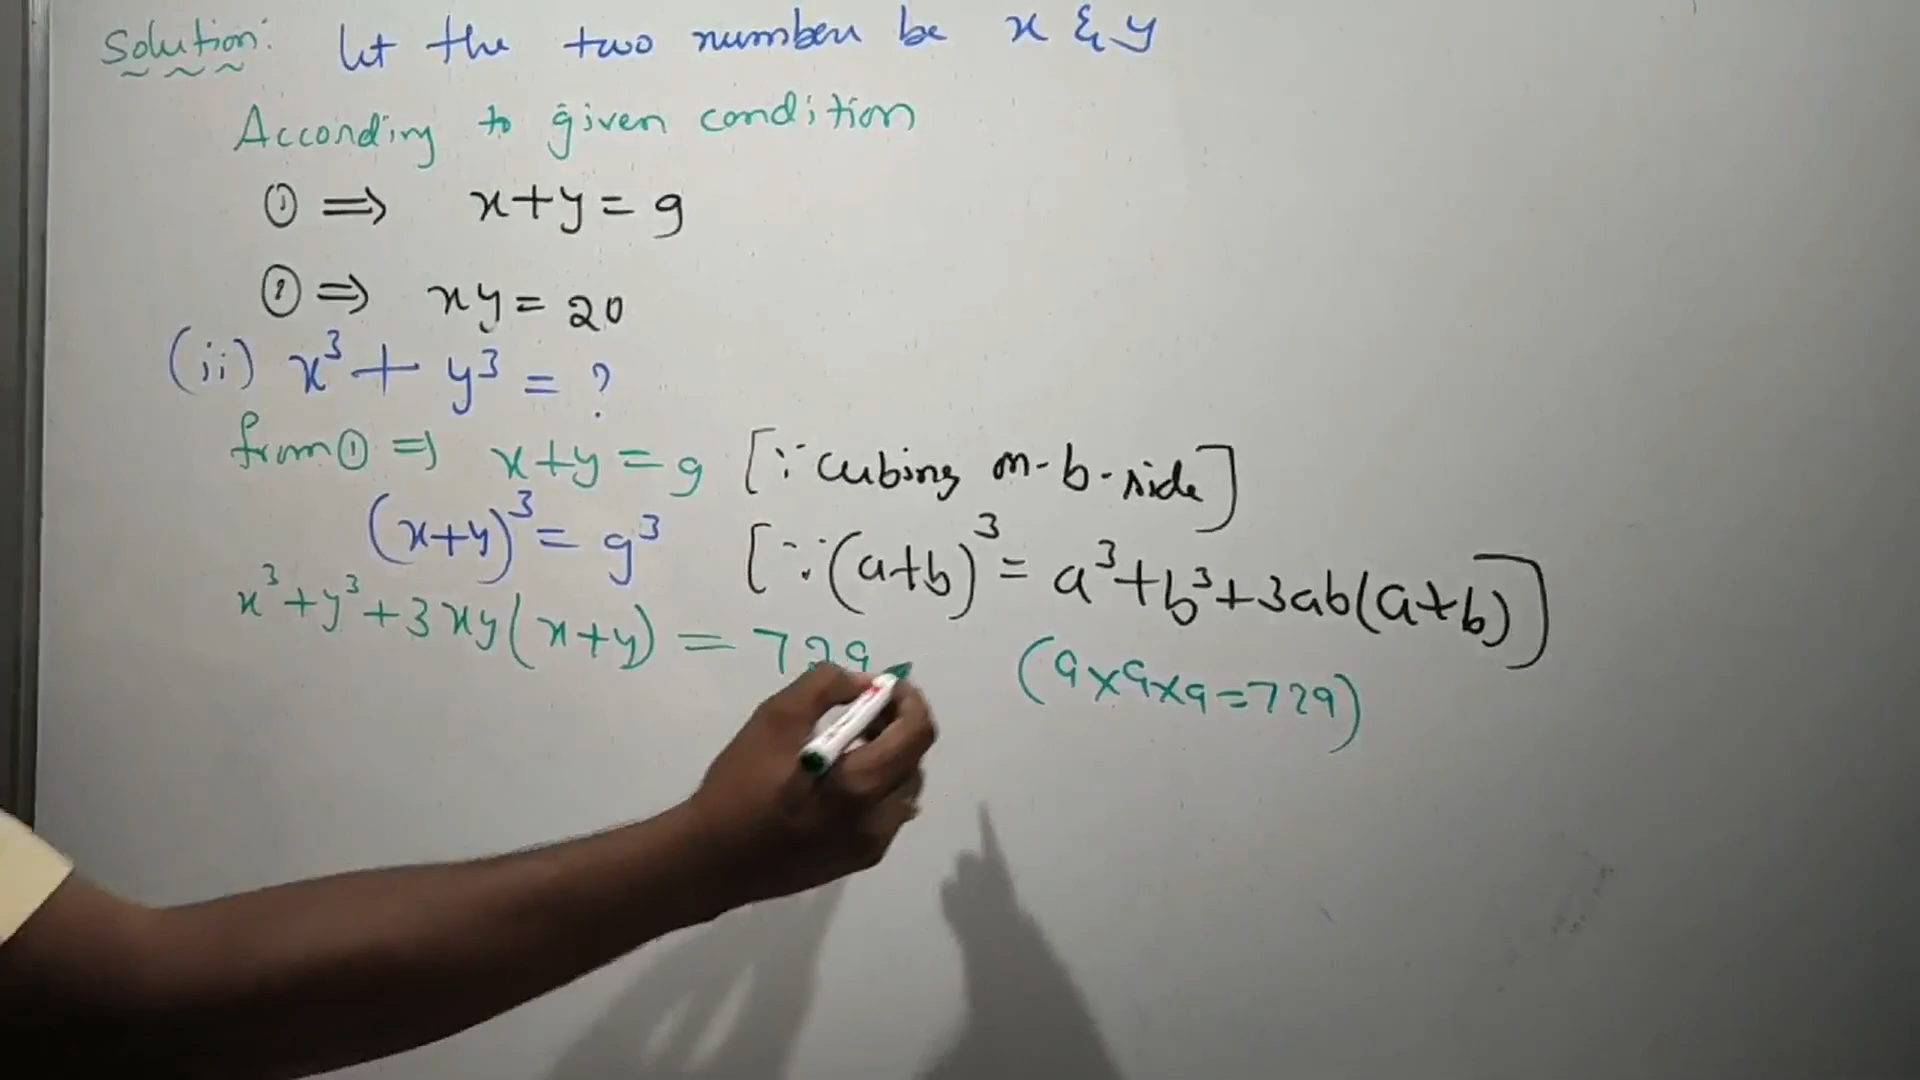 Solution: let the two number be x & y
According to given condition
① ⟹ x+y = 9
② ⟹ xy = 20
(ii) x³ + y³ = ?
from ① ⟹ x+y = 9 [∵ cubing on b-side]
(x+y)³ = 9³ [∵ (a+b)³ = a³+b³+3ab(a+b)]
x³+y³+3xy(x+y) = 729 (9×9×9=729)